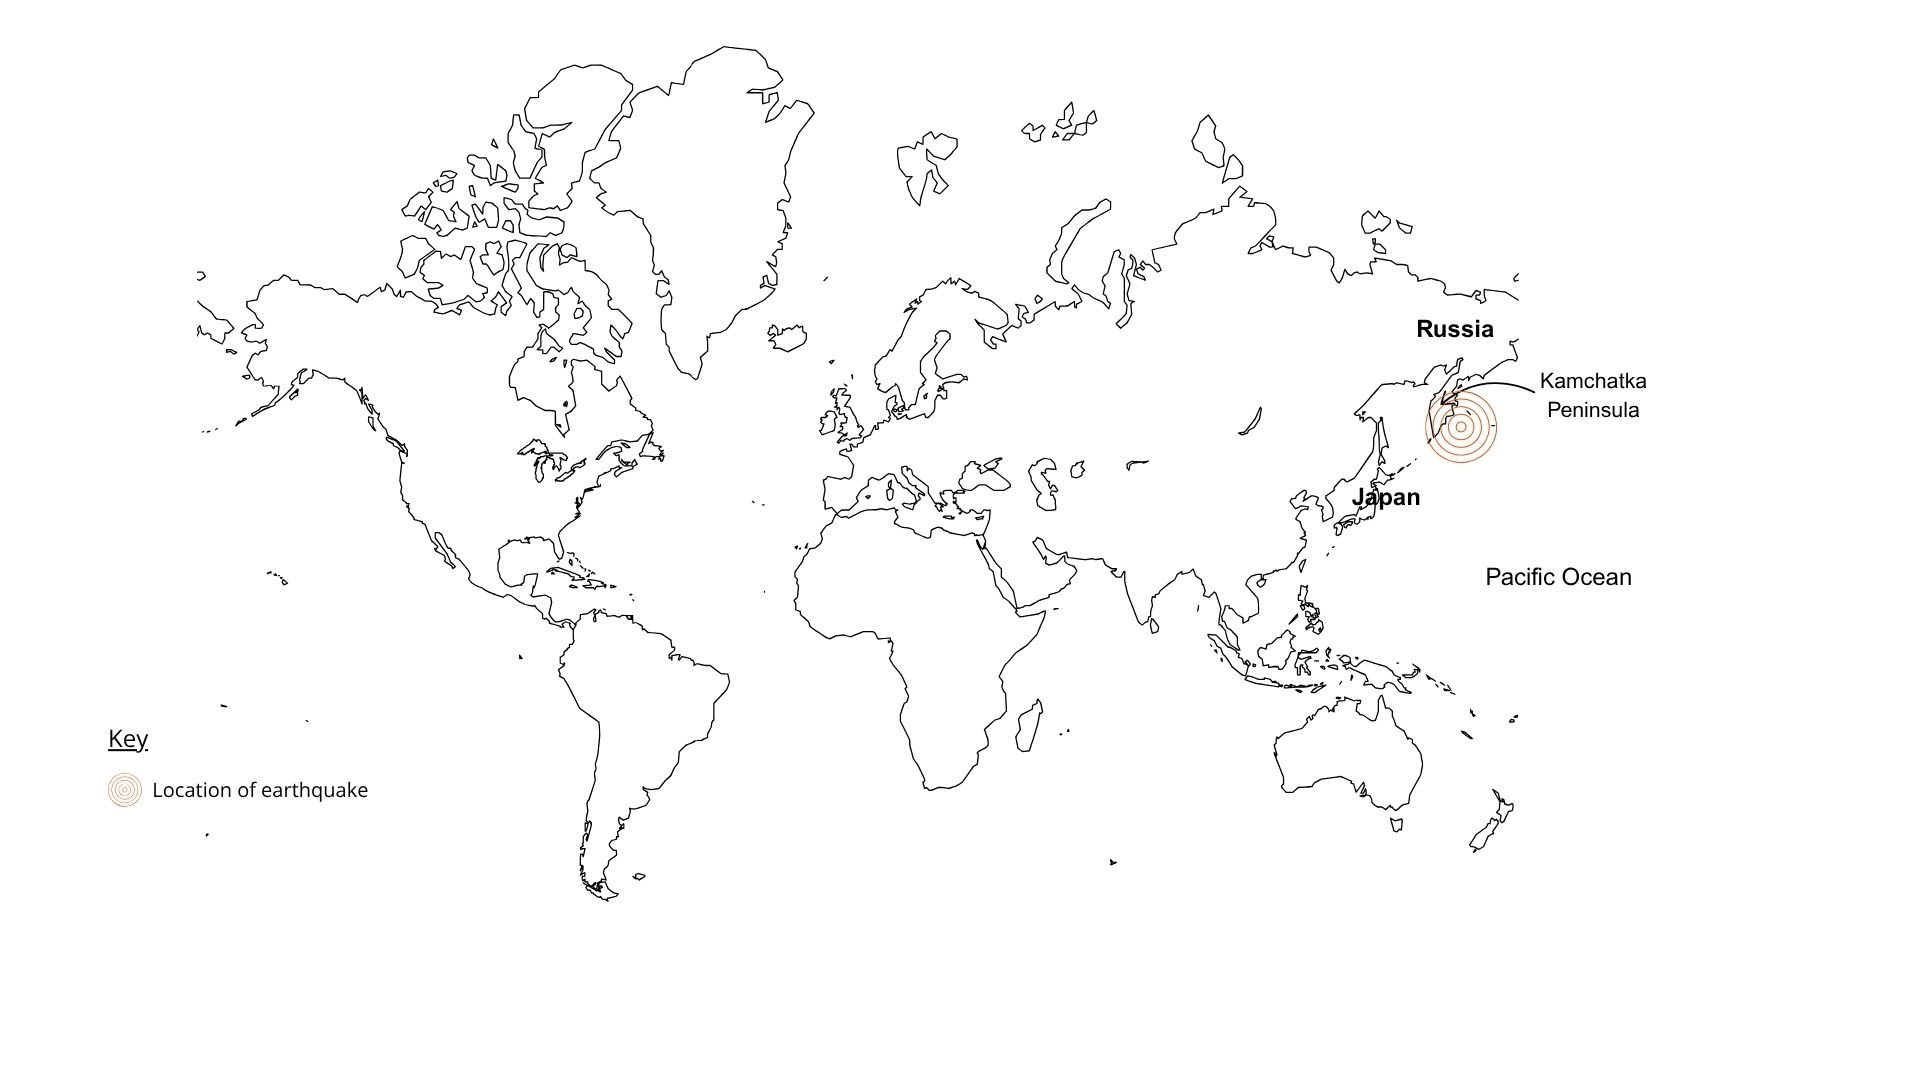 Russia
Kamchatka
Peninsula
Japan
Pacific Ocean
Key
Location of earthquake